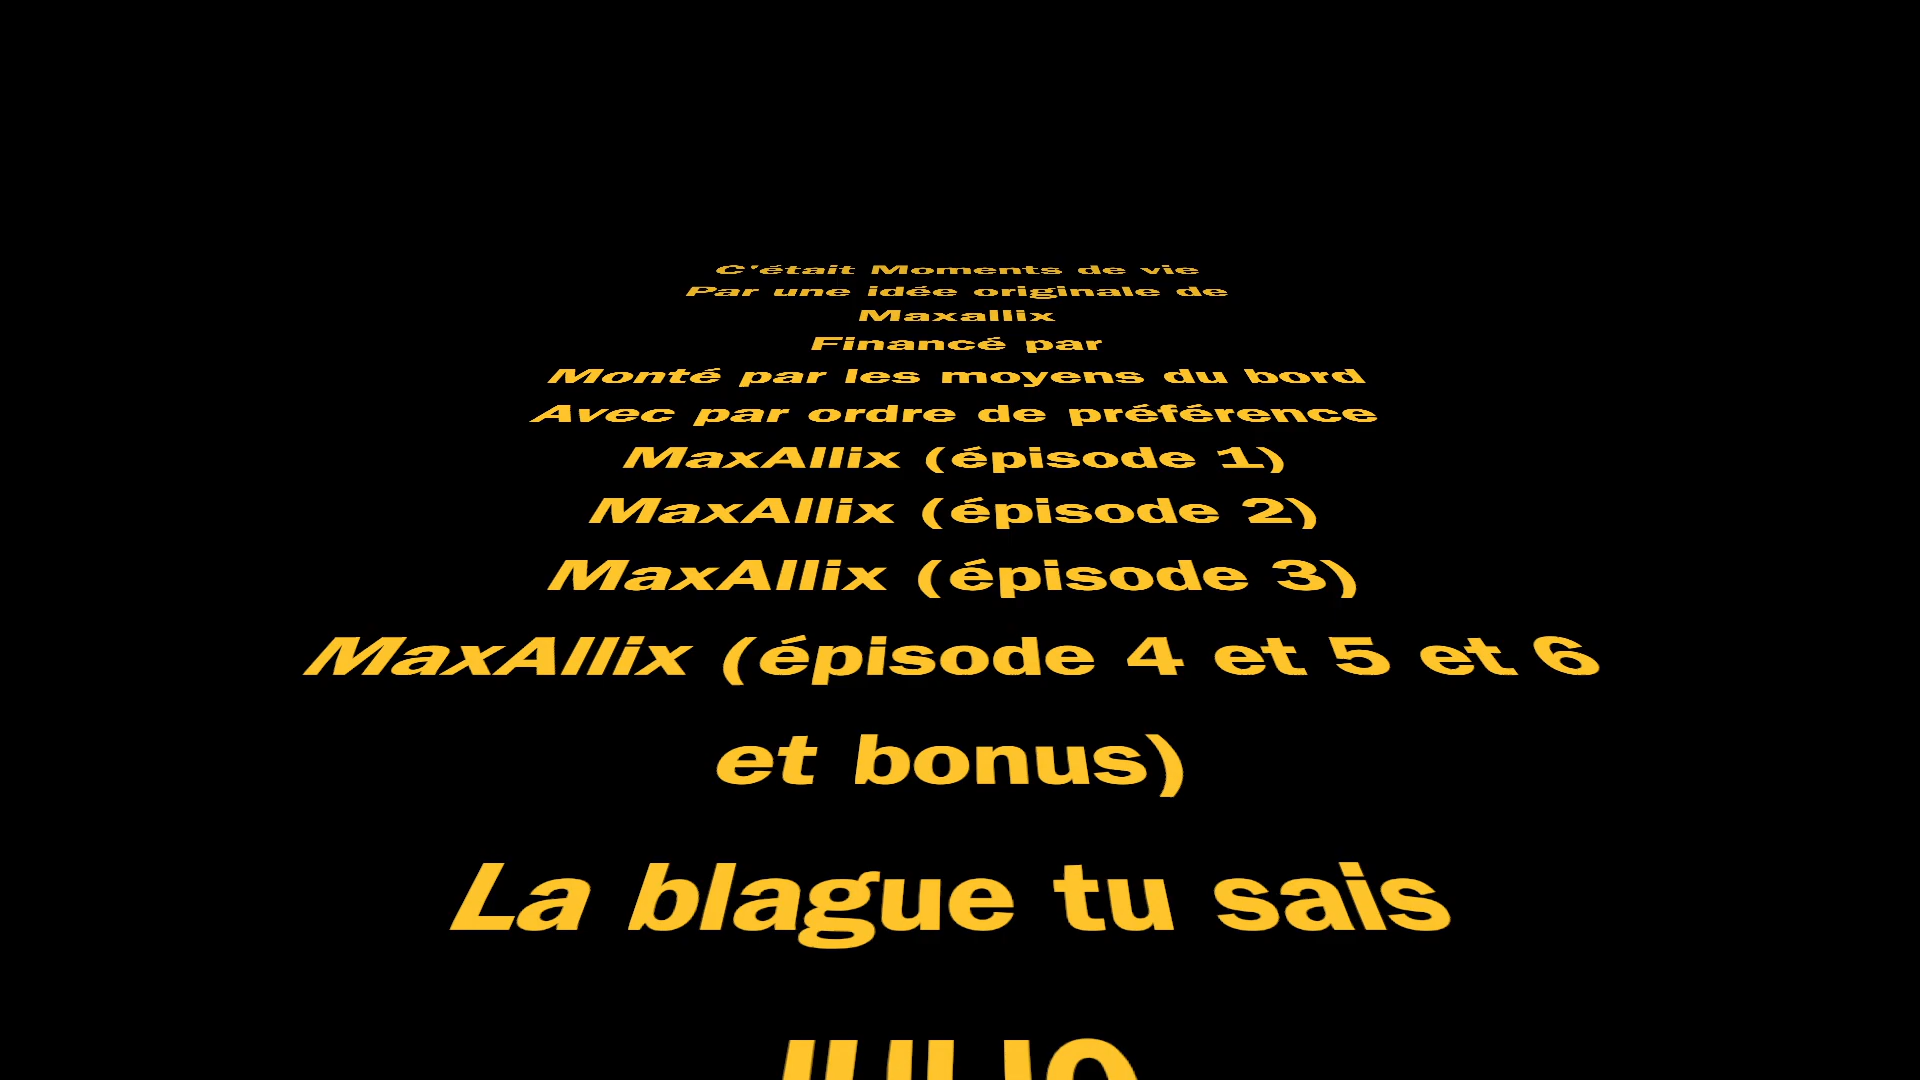 C'était Moments de vie
Par une idée originale de
Maxallix
Financé par
Monté par les moyens du bord
Avec par ordre de préférence
MaxAllix (épisode 1)
MaxAllix (épisode 2)
MaxAllix (épisode 3)
MaxAllix (épisode 4 et 5 et 6
et bonus)
La blague tu sais